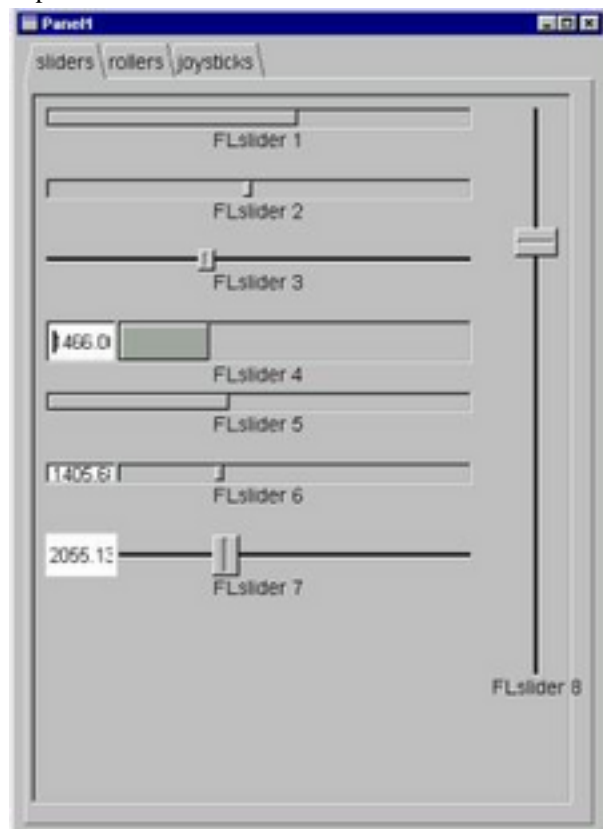 Panel1
sliders rollers joysticks
FLslider 1
FLslider 2
FLslider 3
FLslider 4
FLslider 5
1405.6
FLslider 6
2055.13
FLslider 7
FLslider 8